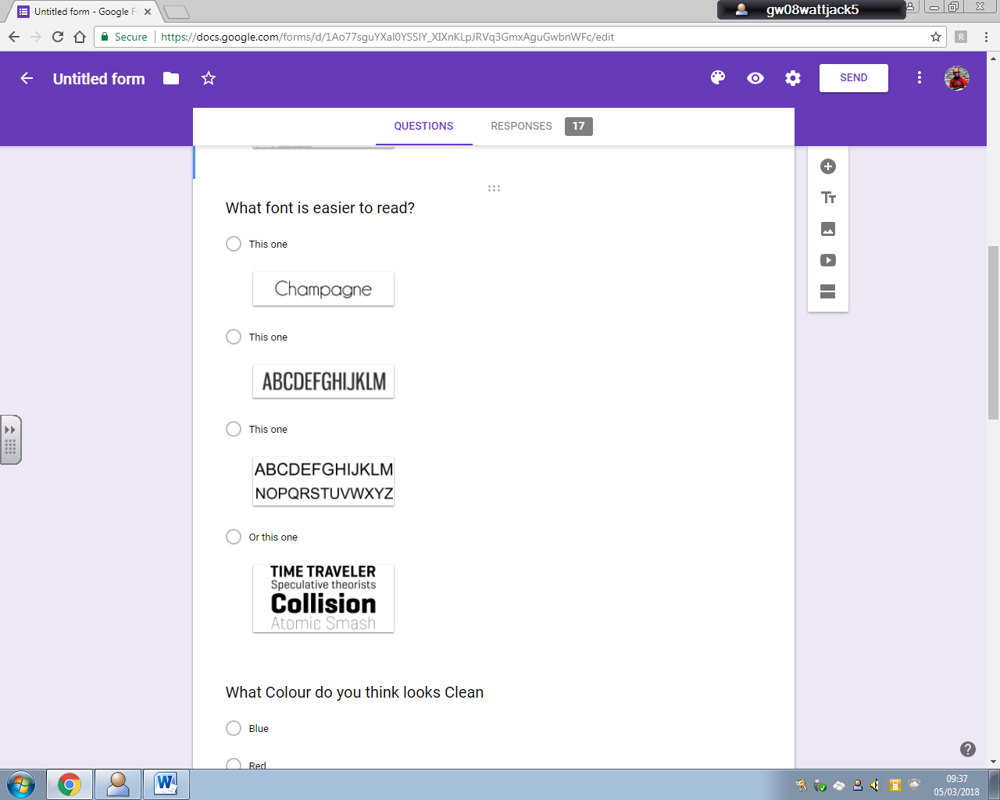 Untitled form - Google F
gw08wattjack5
Secure
https://docs.google.com/forms/d/1Ao77sguYXal0YSSlY_XIXnKLpJRVq3GmxAguGwbnWFc/edit
R
Untitled form
SEND
QUESTIONS
RESPONSES 17
Tт
What font is easier to read?
This one
Champagne
This one
ABCDEFGHIJKLM
This one
ABCDEFGHIJKLM
NOPQRSTUVWXYZ
Or this one
TIME TRAVELER
Speculative theorists
Collision
Atomic Smash
What Colour do you think looks Clean
Blue
Red
?
W
09:37
05/03/2018